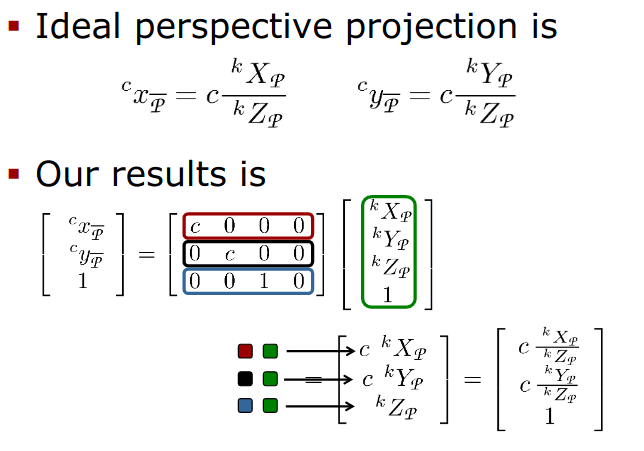 ▪ Ideal perspective projection is
$^{c}x_{\overline{\mathcal{P}}} = c\frac{^{k}X_{\mathcal{P}}}{^{k}Z_{\mathcal{P}}} \quad ^{c}y_{\overline{\mathcal{P}}} = c\frac{^{k}Y_{\mathcal{P}}}{^{k}Z_{\mathcal{P}}}$
▪ Our results is
$\begin{bmatrix} ^{c}x_{\overline{\mathcal{P}}} \\ ^{c}y_{\overline{\mathcal{P}}} \\ 1 \end{bmatrix} = \begin{bmatrix} c & 0 & 0 & 0 \\ 0 & c & 0 & 0 \\ 0 & 0 & 1 & 0 \end{bmatrix} \begin{bmatrix} ^{k}X_{\mathcal{P}} \\ ^{k}Y_{\mathcal{P}} \\ ^{k}Z_{\mathcal{P}} \\ 1 \end{bmatrix}$
$= \begin{bmatrix} c\ ^{k}X_{\mathcal{P}} \\ c\ ^{k}Y_{\mathcal{P}} \\ ^{k}Z_{\mathcal{P}} \end{bmatrix} = \begin{bmatrix} c\frac{^{k}X_{\mathcal{P}}}{^{k}Z_{\mathcal{P}}} \\ c\frac{^{k}Y_{\mathcal{P}}}{^{k}Z_{\mathcal{P}}} \\ 1 \end{bmatrix}$